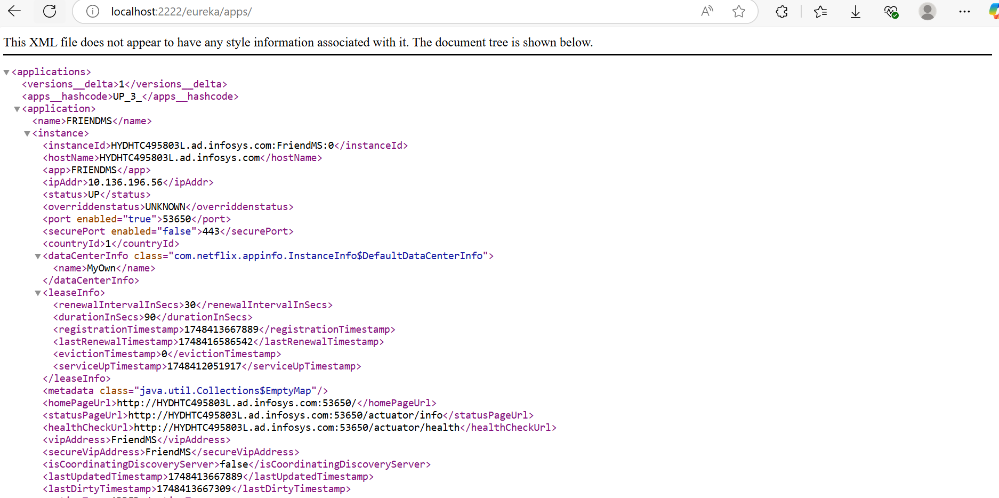 localhost:2222/eureka/apps/
This XML file does not appear to have any style information associated with it. The document tree is shown below.
<applications>
<versions__delta>1</versions__delta>
<apps__hashcode>UP_3_</apps__hashcode>
<application>
<name>FRIENDMS</name>
<instance>
<instanceId>HYDHTC495803L.ad.infosys.com:FriendMS:0</instanceId>
<hostName>HYDHTC495803L.ad.infosys.com</hostName>
<app>FRIENDMS</app>
<ipAddr>10.136.196.56</ipAddr>
<status>UP</status>
<overriddenstatus>UNKNOWN</overriddenstatus>
<port enabled="true">53650</port>
<securePort enabled="false">443</securePort>
<countryId>1</countryId>
<dataCenterInfo class="com.netflix.appinfo.InstanceInfo$DefaultDataCenterInfo">
<name>MyOwn</name>
</dataCenterInfo>
<leaseInfo>
<renewalIntervalInSecs>30</renewalIntervalInSecs>
<durationInSecs>90</durationInSecs>
<registrationTimestamp>1748413667889</registrationTimestamp>
<lastRenewalTimestamp>1748416586542</lastRenewalTimestamp>
<evictionTimestamp>0</evictionTimestamp>
<serviceUpTimestamp>1748412051917</serviceUpTimestamp>
</leaseInfo>
<metadata class="java.util.Collections$EmptyMap"/>
<homePageUrl>http://HYDHTC495803L.ad.infosys.com:53650/</homePageUrl>
<statusPageUrl>http://HYDHTC495803L.ad.infosys.com:53650/actuator/info</statusPageUrl>
<healthCheckUrl>http://HYDHTC495803L.ad.infosys.com:53650/actuator/health</healthCheckUrl>
<vipAddress>FriendMS</vipAddress>
<secureVipAddress>FriendMS</secureVipAddress>
<isCoordinatingDiscoveryServer>false</isCoordinatingDiscoveryServer>
<lastUpdatedTimestamp>1748413667889</lastUpdatedTimestamp>
<lastDirtyTimestamp>1748413667309</lastDirtyTimestamp>